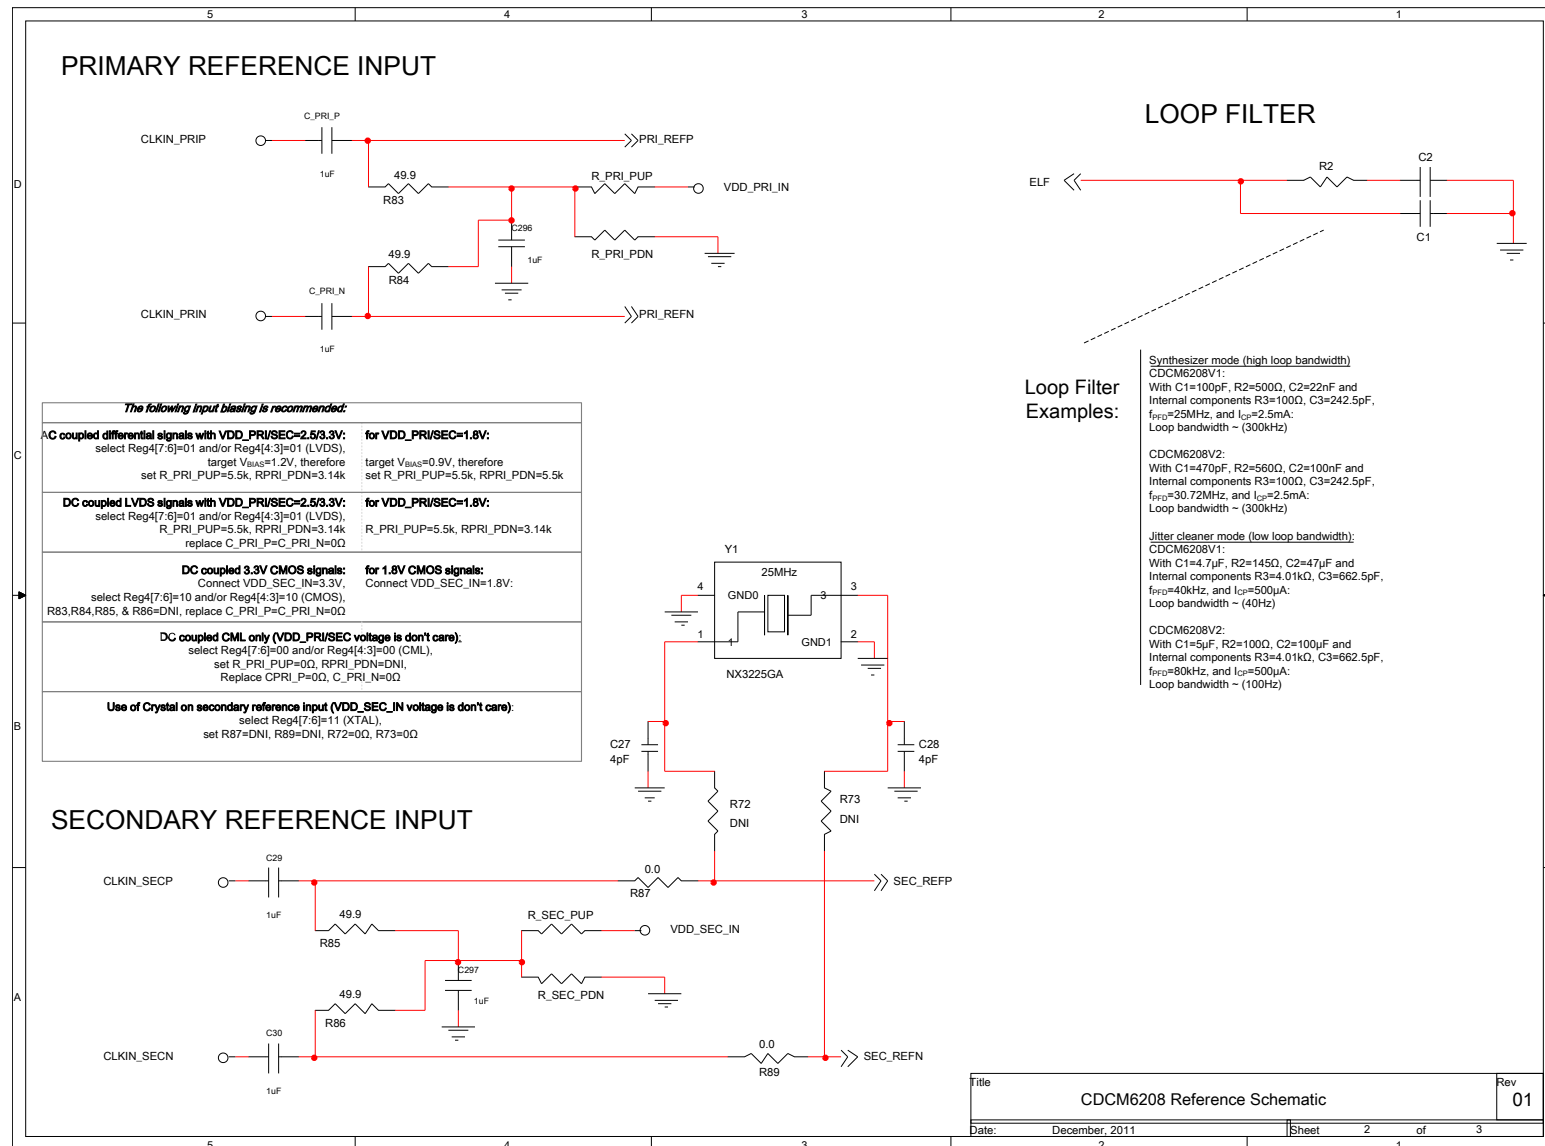 5 4 3 2 1
PRIMARY REFERENCE INPUT
CLKIN_PRIP
C_PRI_P
1uF
PRI_REFP
49.9
R83
R_PRI_PUP
VDD_PRI_IN
C296
1uF
R_PRI_PDN
49.9
R84
CLKIN_PRIN
C_PRI_N
1uF
PRI_REFN
LOOP FILTER
ELF
R2
C2
C1
D
C
B
A
Loop Filter
Examples:
Synthesizer mode (high loop bandwidth)
CDCM6208V1:
With C1=100pF, R2=500Ω, C2=22nF and
Internal components R3=100Ω, C3=242.5pF,
fPFD=25MHz, and ICP=2.5mA:
Loop bandwidth ~ (300kHz)
CDCM6208V2:
With C1=470pF, R2=560Ω, C2=100nF and
Internal components R3=100Ω, C3=242.5pF,
fPFD=30.72MHz, and ICP=2.5mA:
Loop bandwidth ~ (300kHz)
Jitter cleaner mode (low loop bandwidth):
CDCM6208V1:
With C1=4.7µF, R2=145Ω, C2=47µF and
Internal components R3=4.01kΩ, C3=662.5pF,
fPFD=40kHz, and ICP=500µA:
Loop bandwidth ~ (40Hz)
CDCM6208V2:
With C1=5µF, R2=100Ω, C2=100µF and
Internal components R3=4.01kΩ, C3=662.5pF,
fPFD=80kHz, and ICP=500µA:
Loop bandwidth ~ (100Hz)
The following input biasing is recommended:
AC coupled differential signals with VDD_PRI/SEC=2.5/3.3V: for VDD_PRI/SEC=1.8V:
select Reg4[7:6]=01 and/or Reg4[4:3]=01 (LVDS),
target VBIAS=1.2V, therefore target VBIAS=0.9V, therefore
set R_PRI_PUP=5.5k, RPRI_PDN=3.14k set R_PRI_PUP=5.5k, RPRI_PDN=5.5k
DC coupled LVDS signals with VDD_PRI/SEC=2.5/3.3V: for VDD_PRI/SEC=1.8V:
select Reg4[7:6]=01 and/or Reg4[4:3]=01 (LVDS),
R_PRI_PUP=5.5k, RPRI_PDN=3.14k R_PRI_PUP=5.5k, RPRI_PDN=3.14k
replace C_PRI_P=C_PRI_N=0Ω
DC coupled 3.3V CMOS signals: for 1.8V CMOS signals:
Connect VDD_SEC_IN=3.3V, Connect VDD_SEC_IN=1.8V:
select Reg4[7:6]=10 and/or Reg4[4:3]=10 (CMOS),
R83,R84,R85, & R86=DNI, replace C_PRI_P=C_PRI_N=0Ω
DC coupled CML only (VDD_PRI/SEC voltage is don't care):
select Reg4[7:6]=00 and/or Reg4[4:3]=00 (CML),
set R_PRI_PUP=0Ω, RPRI_PDN=DNI,
Replace CPRI_P=0Ω, C_PRI_N=0Ω
Use of Crystal on secondary reference input (VDD_SEC_IN voltage is don't care):
select Reg4[7:6]=11 (XTAL),
set R87=DNI, R89=DNI, R72=0Ω, R73=0Ω
Y1
25MHz
4
GND0
3
3
1
1
GND1
2
NX3225GA
C27
4pF
C28
4pF
R72
DNI
R73
DNI
SECONDARY REFERENCE INPUT
CLKIN_SECP
C29
1uF
0.0
R87
SEC_REFP
49.9
R85
R_SEC_PUP
VDD_SEC_IN
C297
1uF
R_SEC_PDN
49.9
R86
CLKIN_SECN
C30
1uF
0.0
R89
SEC_REFN
Title
CDCM6208 Reference Schematic
Rev
01
Date: December, 2011 Sheet 2 of 3
5 4 3 2 1